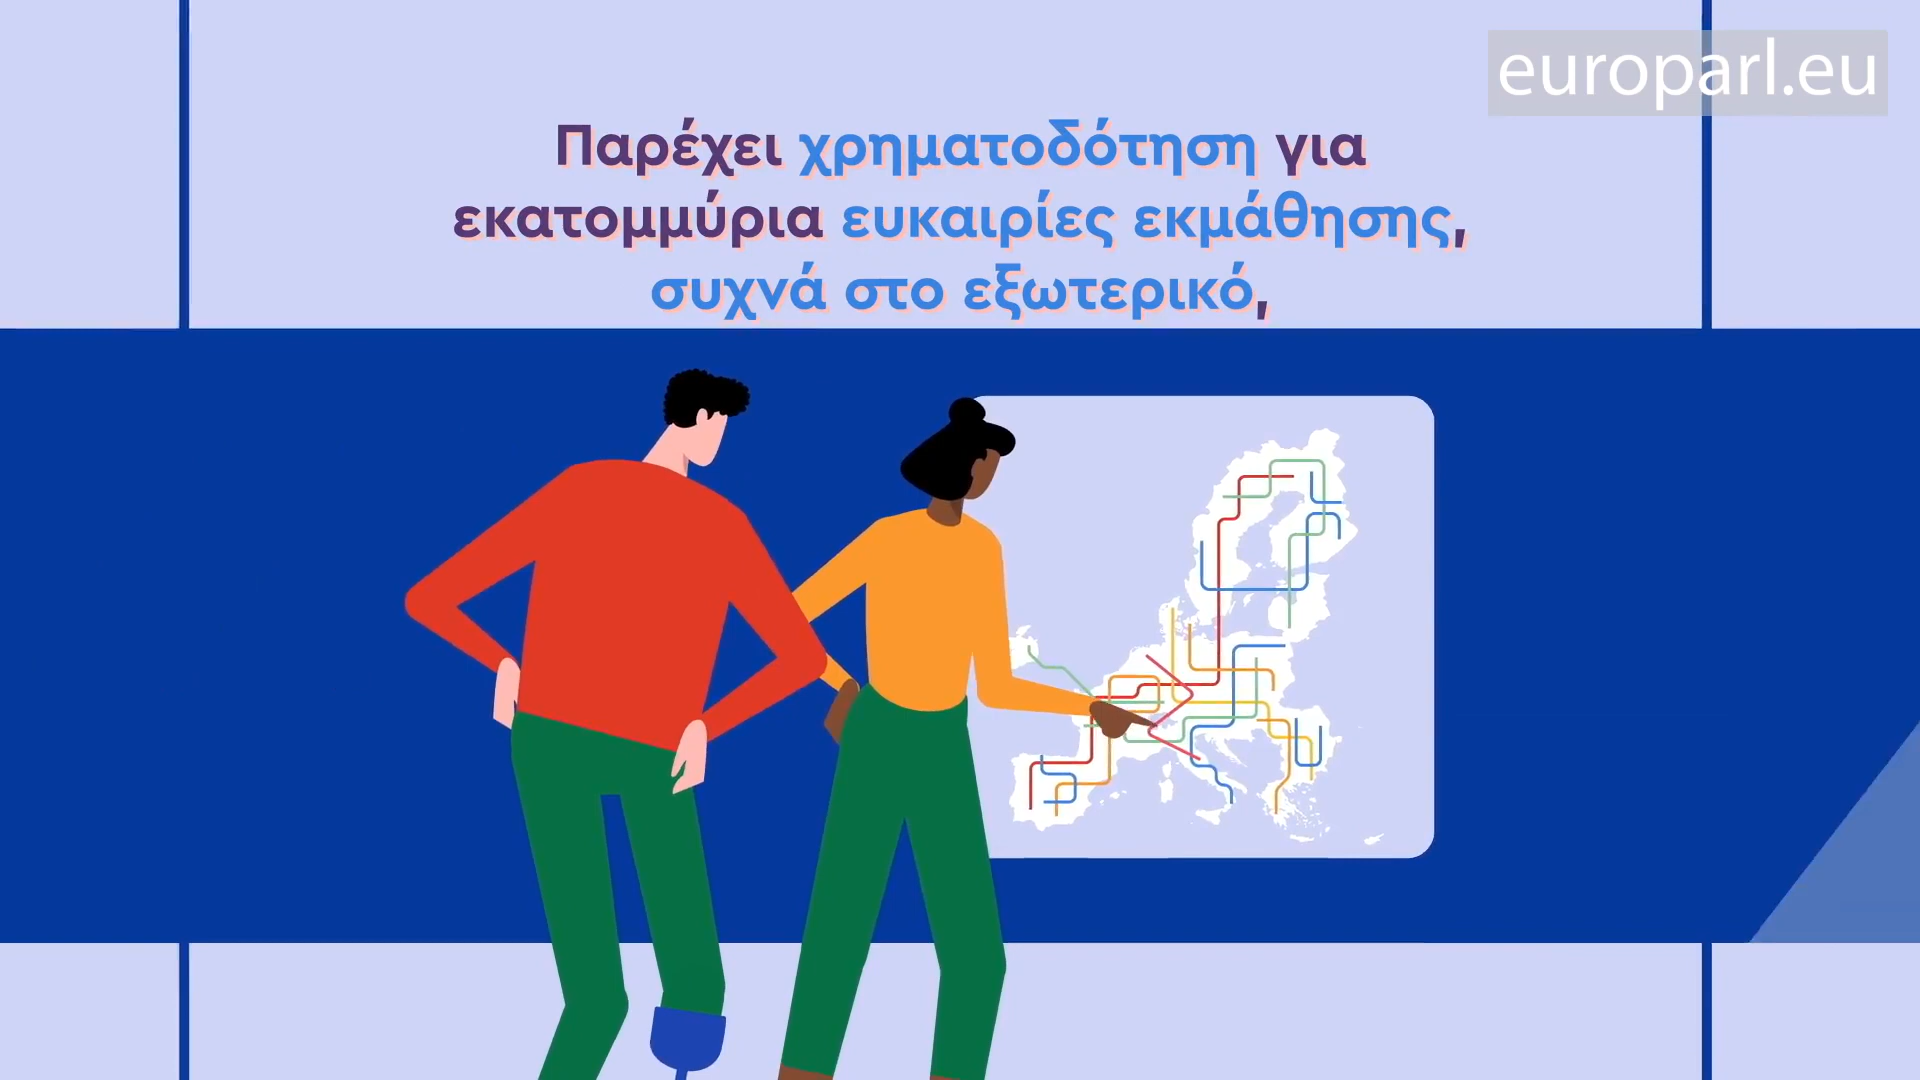 europarl.eu
Παρέχει χρηματοδότηση για
εκατομμύρια ευκαιρίες εκμάθησης,
συχνά στο εξωτερικό,